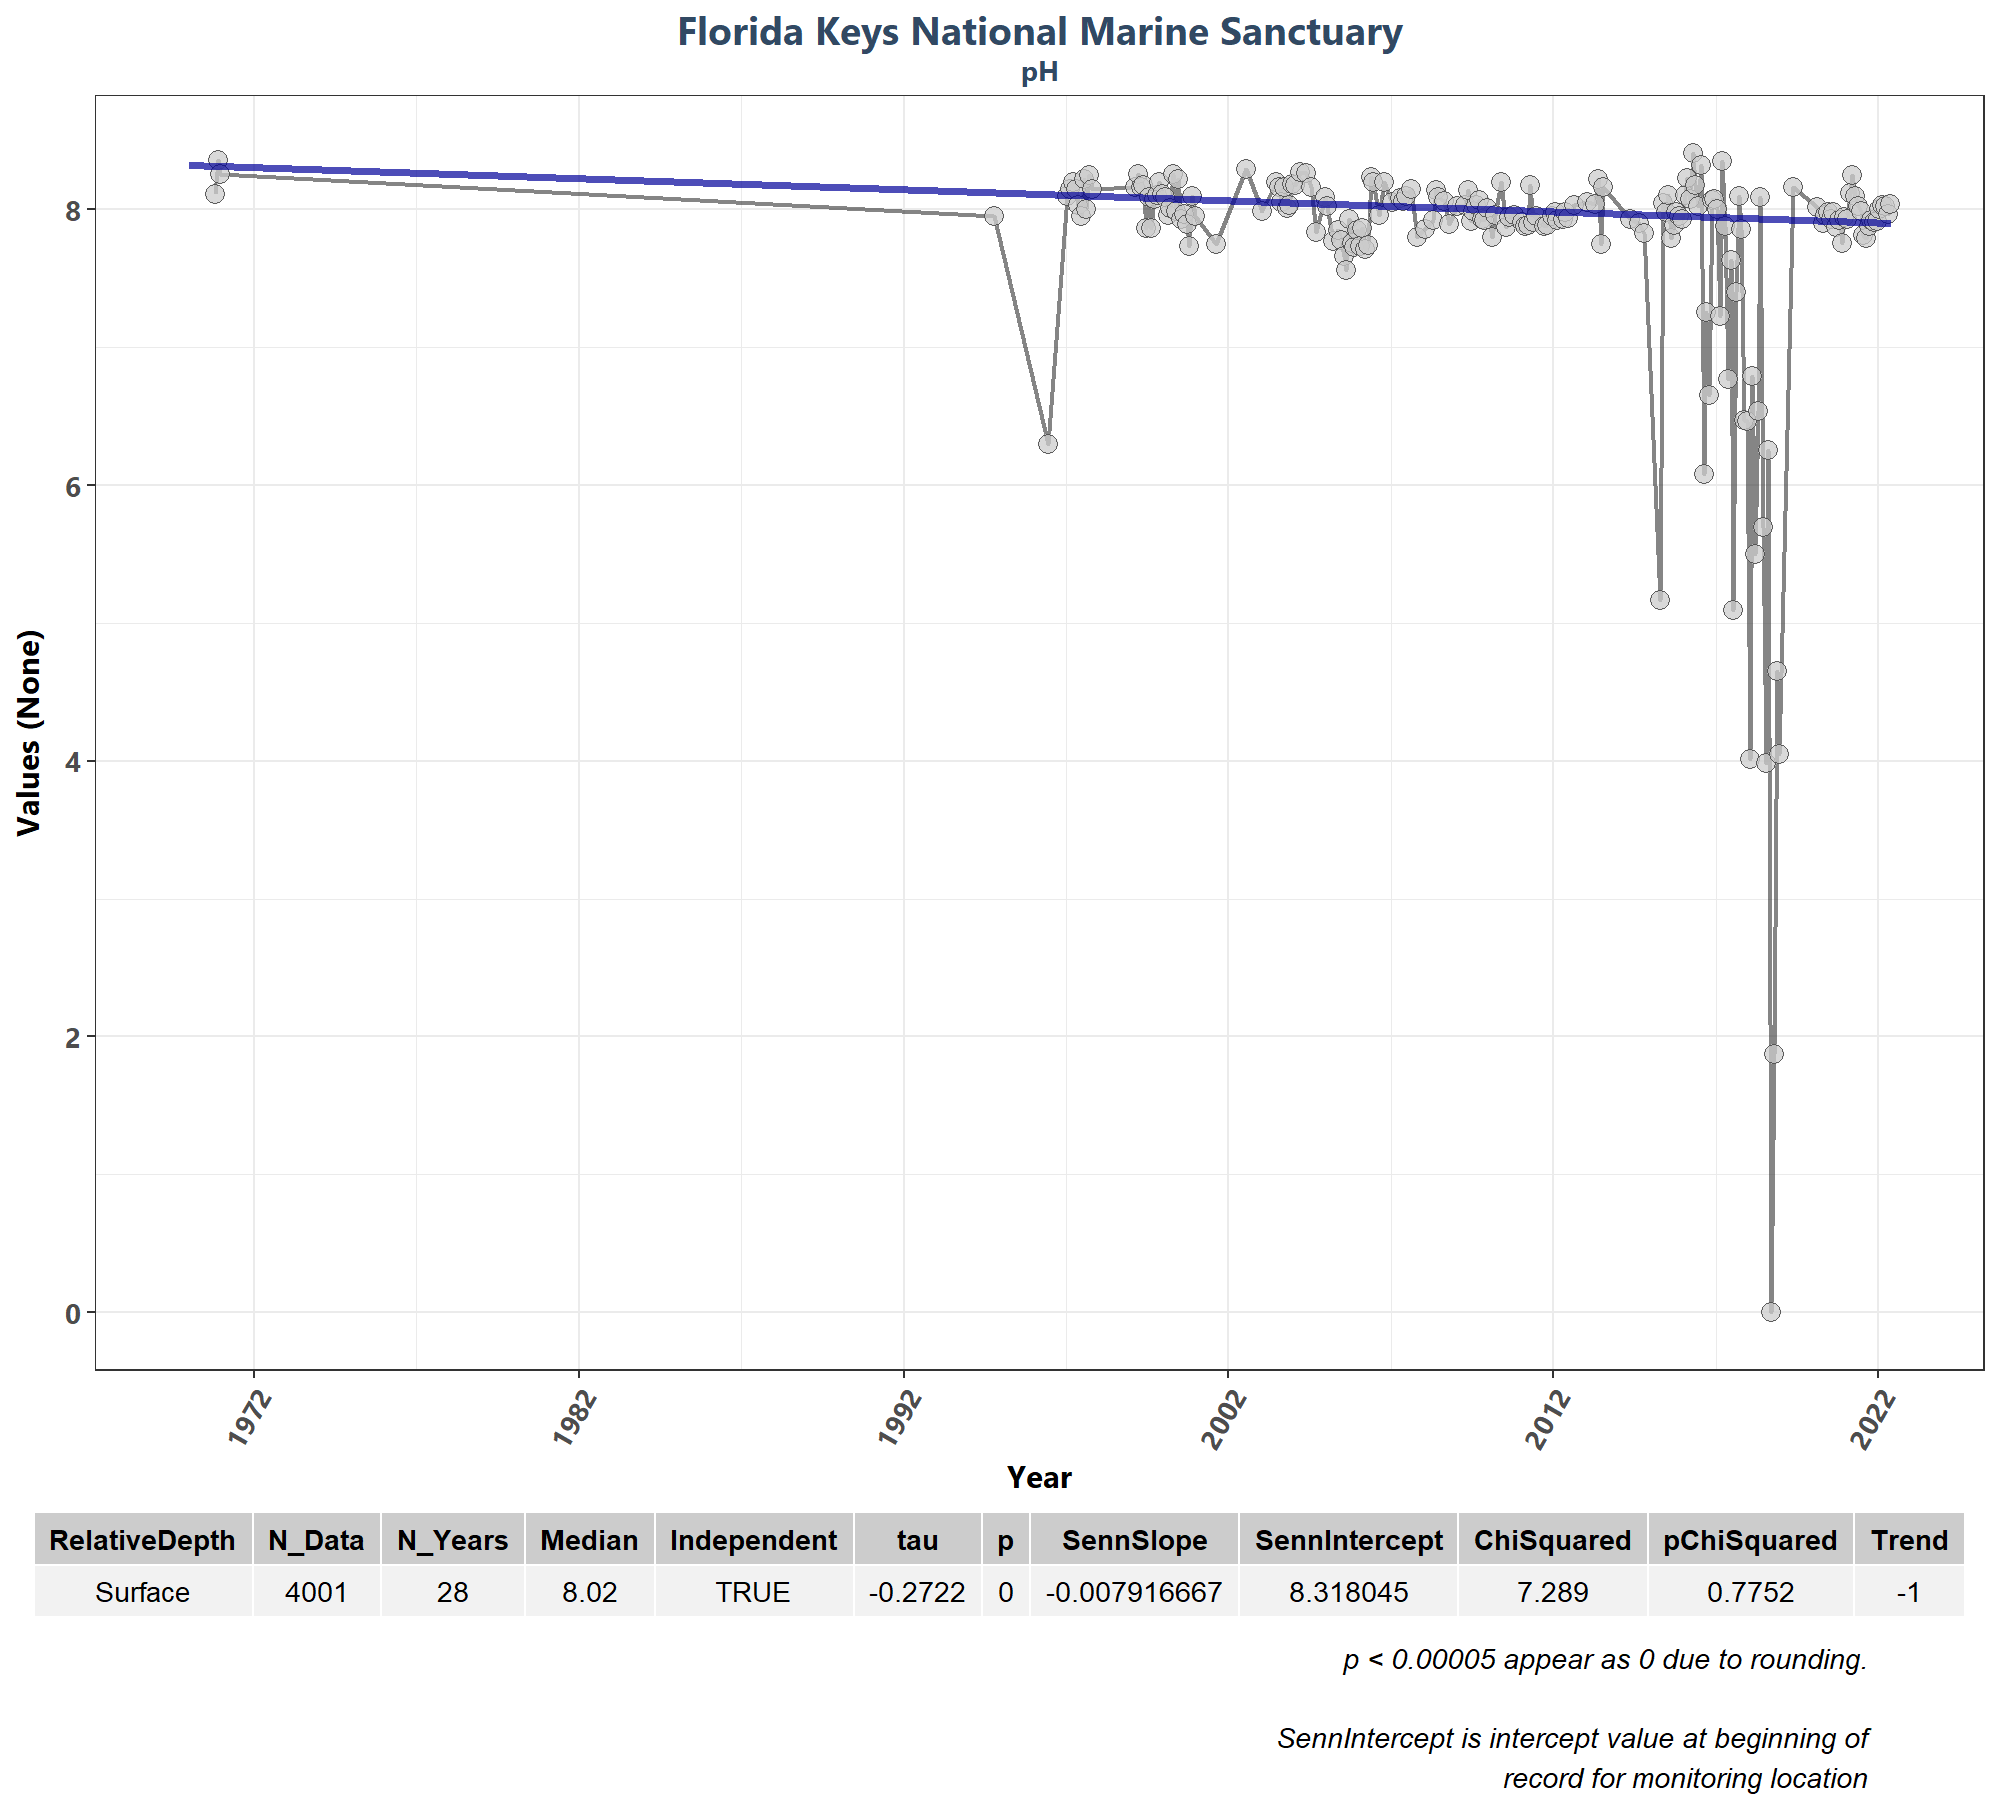 Florida Keys National Marine Sanctuary
pH
Values (None)
8
6
4
2
0
1972
1982
1992
2002
2012
2022
Year
RelativeDepth N_Data N_Years Median Independent tau p SennSlope SennIntercept ChiSquared pChiSquared Trend
Surface 4001 28 8.02 TRUE -0.2722 0 -0.007916667 8.318045 7.289 0.7752 -1
p < 0.00005 appear as 0 due to rounding.
SennIntercept is intercept value at beginning of
record for monitoring location